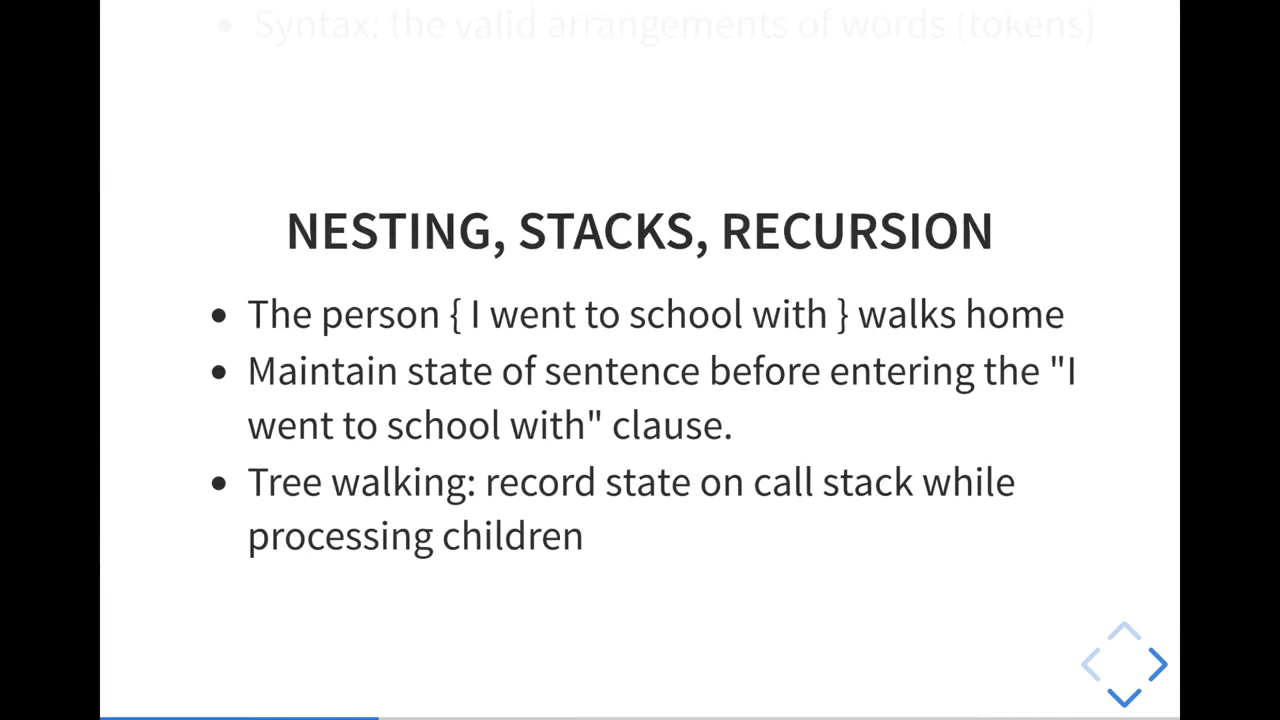 • Syntax: the valid arrangements of words (tokens)
NESTING, STACKS, RECURSION
• The person { I went to school with } walks home
• Maintain state of sentence before entering the "I
went to school with" clause.
• Tree walking: record state on call stack while
processing children